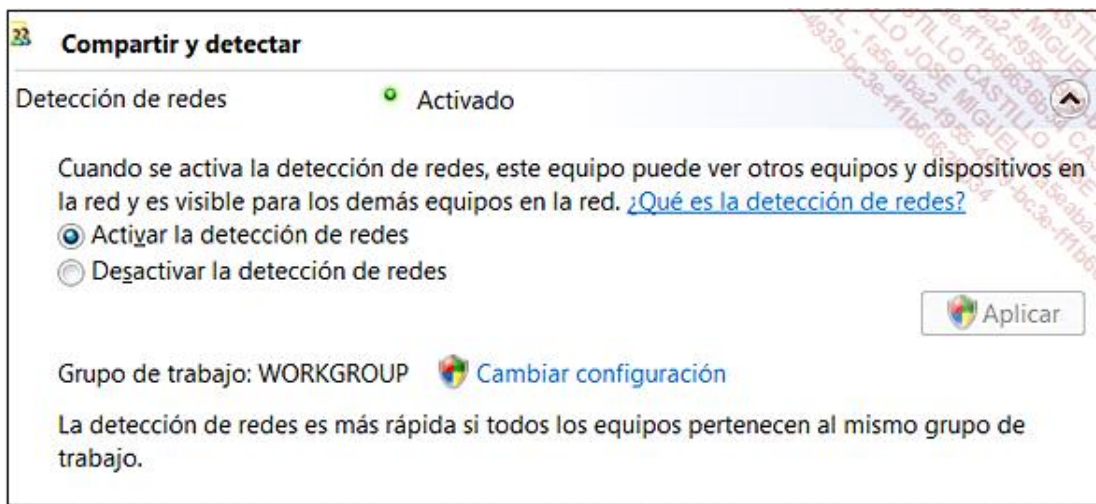 Compartir y detectar
Detección de redes Activado
Cuando se activa la detección de redes, este equipo puede ver otros equipos y dispositivos en
la red y es visible para los demás equipos en la red. ¿Qué es la detección de redes?
Activar la detección de redes
Desactivar la detección de redes
Aplicar
Grupo de trabajo: WORKGROUP Cambiar configuración
La detección de redes es más rápida si todos los equipos pertenecen al mismo grupo de
trabajo.